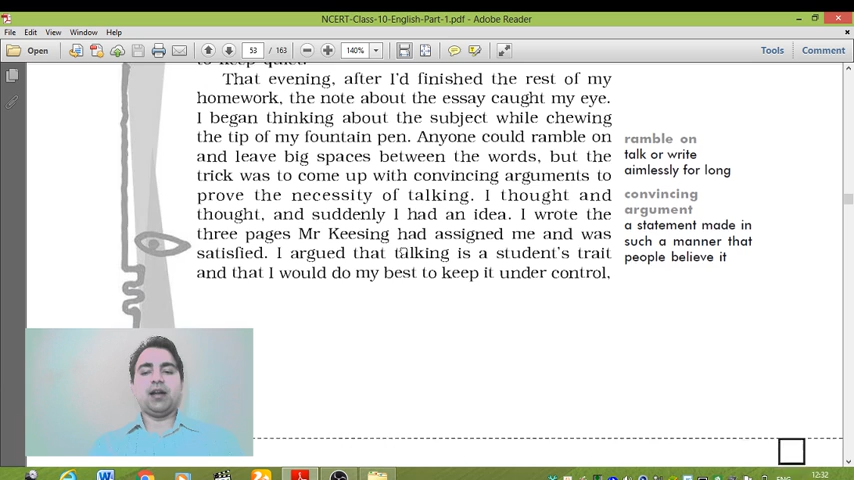 NCERT-Class-10-English-Part-1.pdf - Adobe Reader
File Edit View Window Help
Open 53 / 163 140% Tools Comment
to keep quiet.
That evening, after I'd finished the rest of my
homework, the note about the essay caught my eye.
I began thinking about the subject while chewing
the tip of my fountain pen. Anyone could ramble on
and leave big spaces between the words, but the
trick was to come up with convincing arguments to
prove the necessity of talking. I thought and
thought, and suddenly I had an idea. I wrote the
three pages Mr Keesing had assigned me and was
satisfied. I argued that talking is a student's trait
and that I would do my best to keep it under control,
ramble on
talk or write
aimlessly for long
convincing
argument
a statement made in
such a manner that
people believe it
ENG 12:32